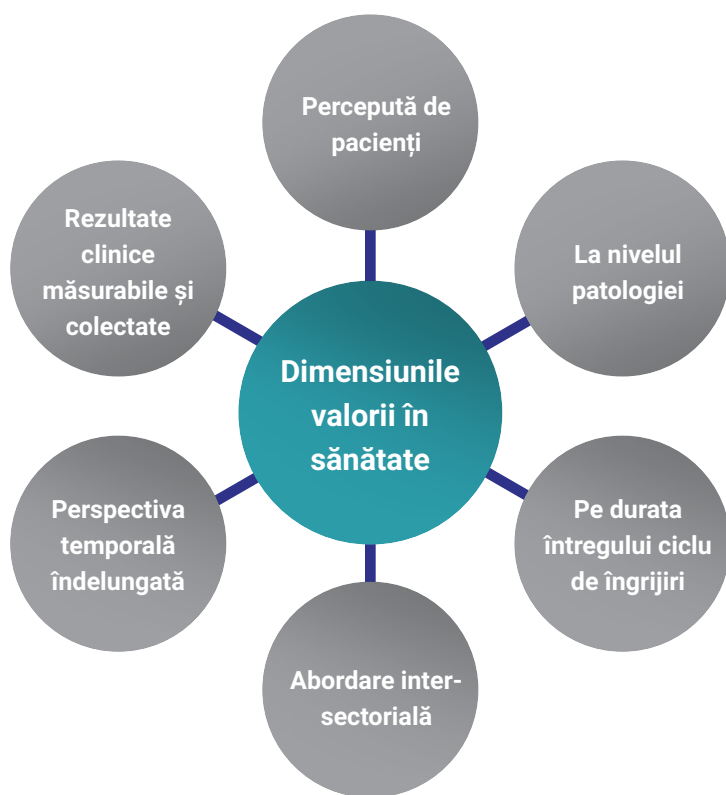 Percepută de
pacienți
Rezultate
clinice
măsurabile și
colectate
La nivelul
patologiei
Dimensiunile
valorii în
sănătate
Perspectiva
temporală
îndelungată
Pe durata
întregului ciclu
de îngrijiri
Abordare inter-
sectorială